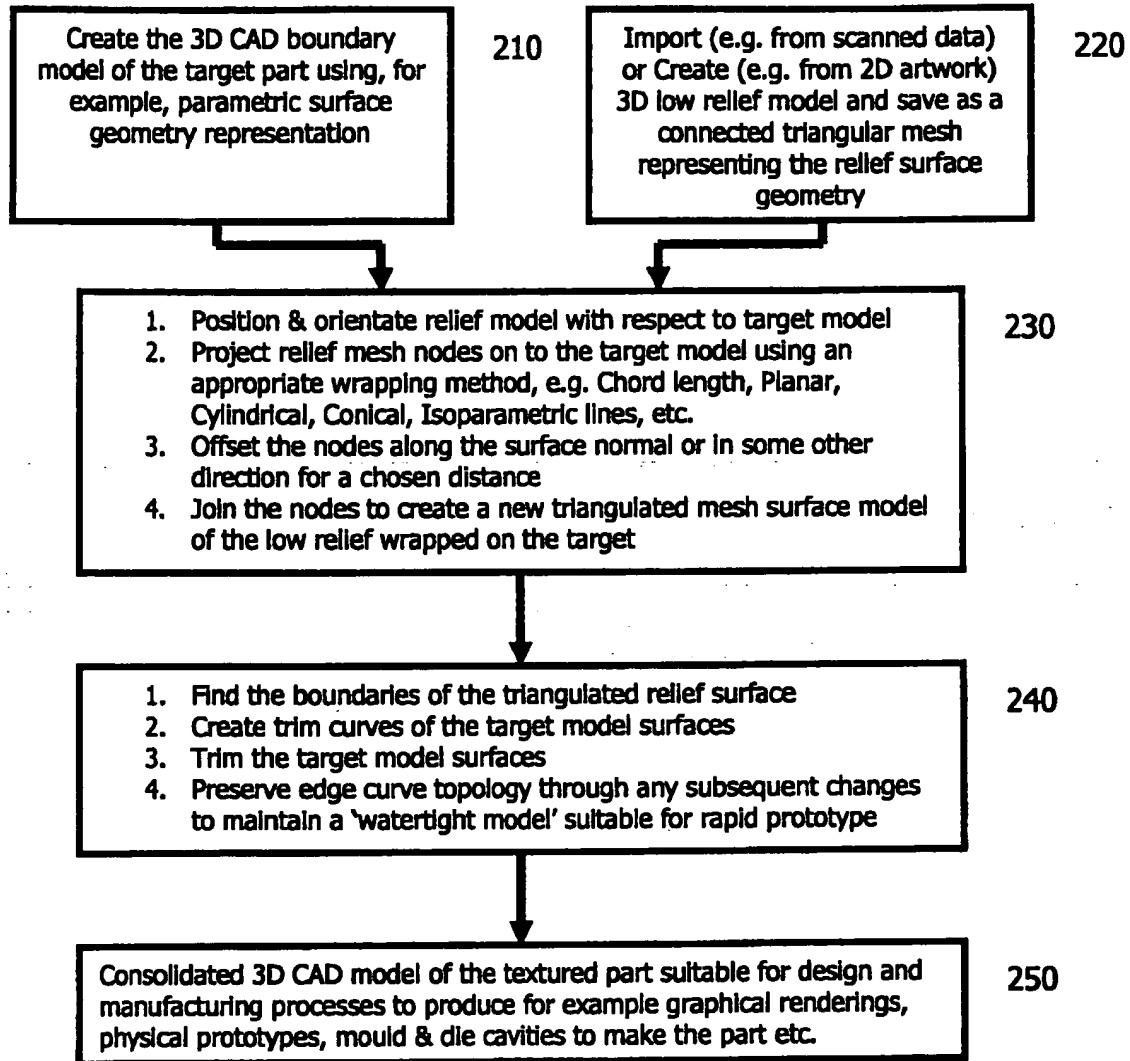 Create the 3D CAD boundary
model of the target part using, for
example, parametric surface
geometry representation
210
Import (e.g. from scanned data)
or Create (e.g. from 2D artwork)
3D low relief model and save as a
connected triangular mesh
representing the relief surface
geometry
220
1. Position & orientate relief model with respect to target model
2. Project relief mesh nodes on to the target model using an
appropriate wrapping method, e.g. Chord length, Planar,
Cylindrical, Conical, Isoparametric lines, etc.
3. Offset the nodes along the surface normal or in some other
direction for a chosen distance
4. Join the nodes to create a new triangulated mesh surface model
of the low relief wrapped on the target
230
1. Find the boundaries of the triangulated relief surface
2. Create trim curves of the target model surfaces
3. Trim the target model surfaces
4. Preserve edge curve topology through any subsequent changes
to maintain a 'watertight model' suitable for rapid prototype
240
Consolidated 3D CAD model of the textured part suitable for design and
manufacturing processes to produce for example graphical renderings,
physical prototypes, mould & die cavities to make the part etc.
250